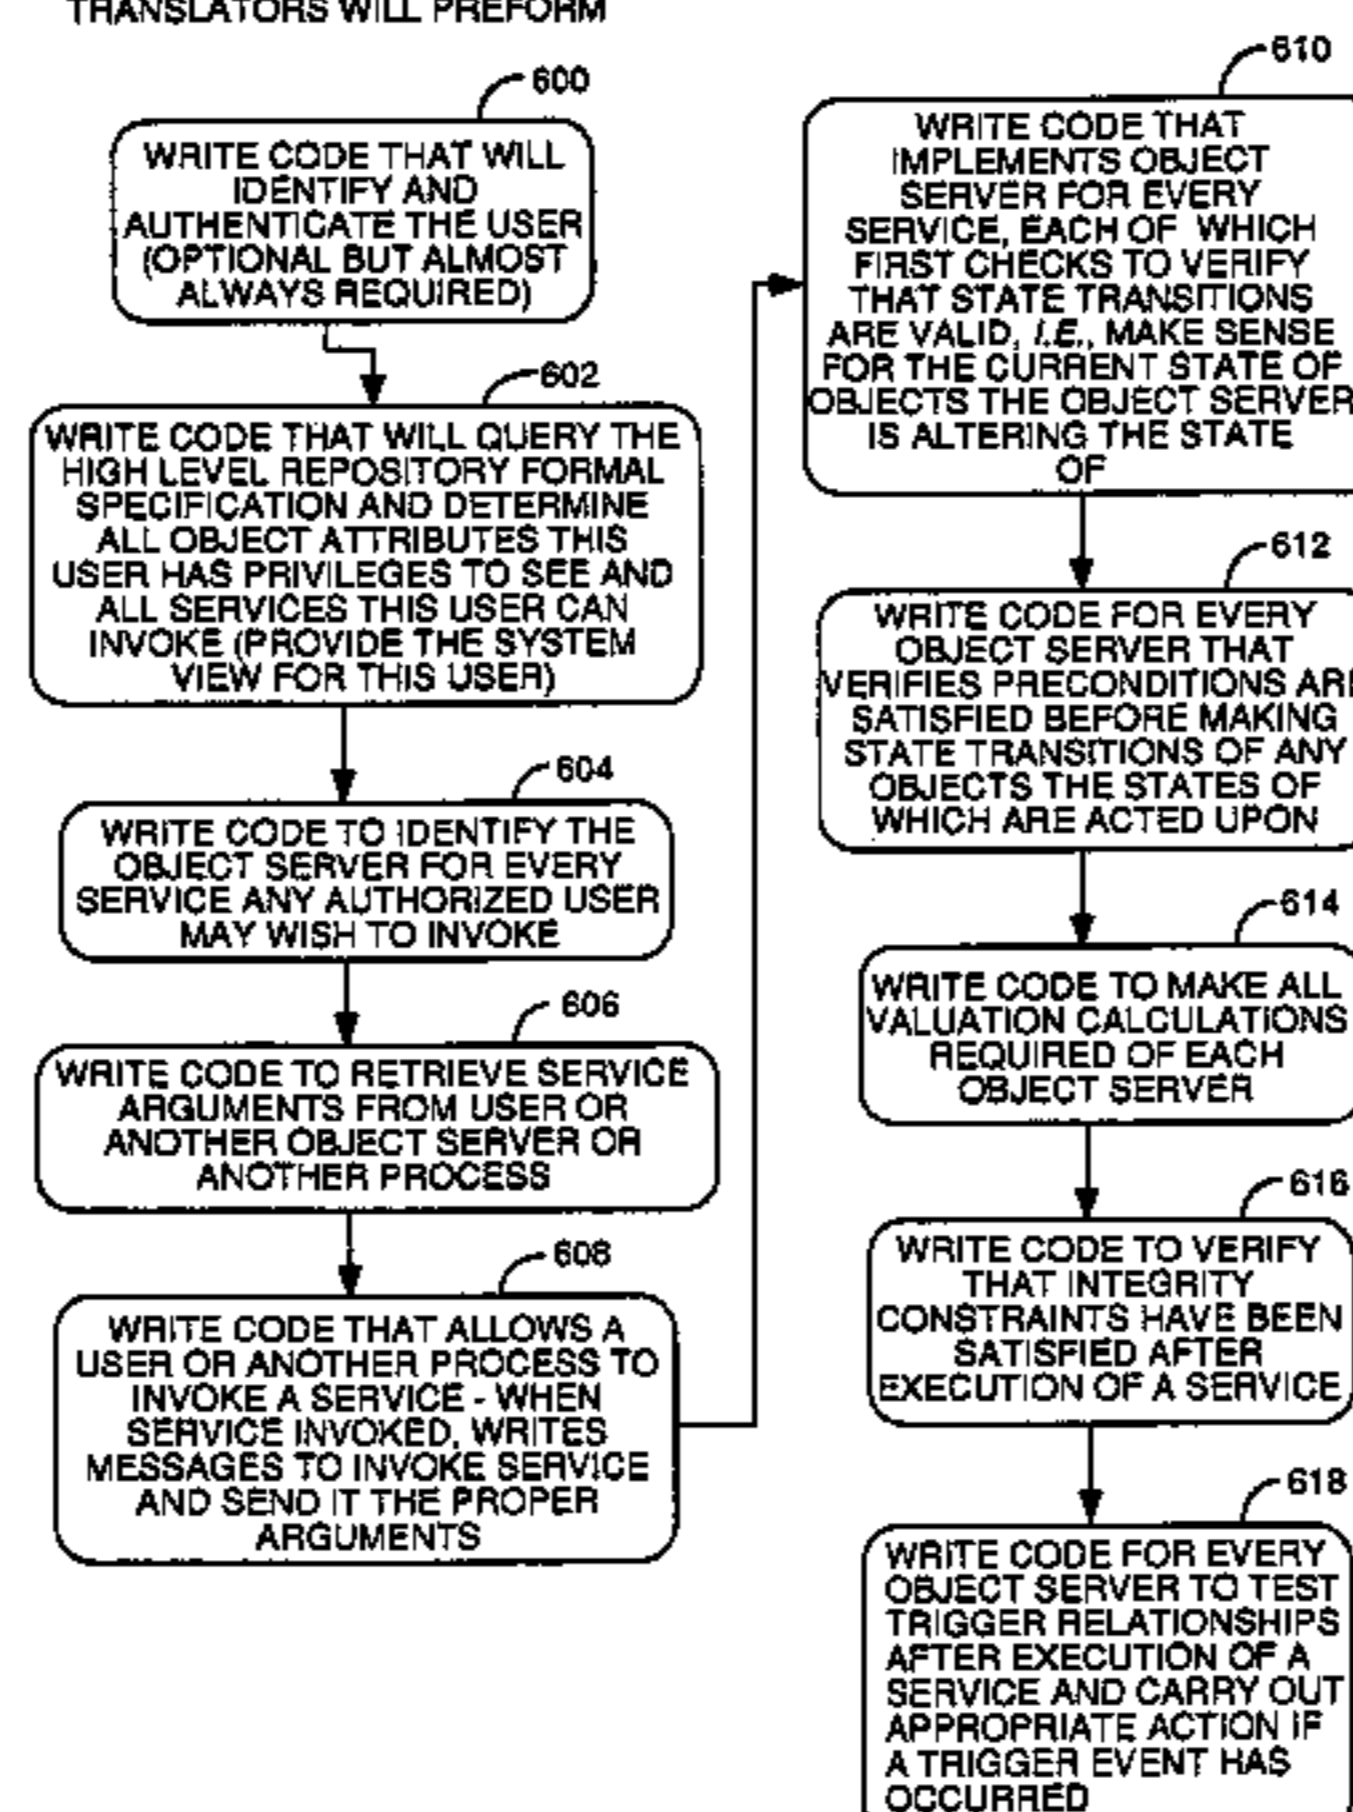 TRANSLATORS WILL PREFORM
600
WRITE CODE THAT WILL
IDENTIFY AND
AUTHENTICATE THE USER
(OPTIONAL BUT ALMOST
ALWAYS REQUIRED)
602
WRITE CODE THAT WILL QUERY THE
HIGH LEVEL REPOSITORY FORMAL
SPECIFICATION AND DETERMINE
ALL OBJECT ATTRIBUTES THIS
USER HAS PRIVILEGES TO SEE AND
ALL SERVICES THIS USER CAN
INVOKE (PROVIDE THE SYSTEM
VIEW FOR THIS USER)
604
WRITE CODE TO IDENTIFY THE
OBJECT SERVER FOR EVERY
SERVICE ANY AUTHORIZED USER
MAY WISH TO INVOKE
606
WRITE CODE TO RETRIEVE SERVICE
ARGUMENTS FROM USER OR
ANOTHER OBJECT SERVER OR
ANOTHER PROCESS
608
WRITE CODE THAT ALLOWS A
USER OR ANOTHER PROCESS TO
INVOKE A SERVICE - WHEN
SERVICE INVOKED, WRITES
MESSAGES TO INVOKE SERVICE
AND SEND IT THE PROPER
ARGUMENTS
610
WRITE CODE THAT
IMPLEMENTS OBJECT
SERVER FOR EVERY
SERVICE, EACH OF WHICH
FIRST CHECKS TO VERIFY
THAT STATE TRANSITIONS
ARE VALID, I.E., MAKE SENSE
FOR THE CURRENT STATE OF
OBJECTS THE OBJECT SERVER
IS ALTERING THE STATE
OF
612
WRITE CODE FOR EVERY
OBJECT SERVER THAT
VERIFIES PRECONDITIONS ARE
SATISFIED BEFORE MAKING
STATE TRANSITIONS OF ANY
OBJECTS THE STATES OF
WHICH ARE ACTED UPON
614
WRITE CODE TO MAKE ALL
VALUATION CALCULATIONS
REQUIRED OF EACH
OBJECT SERVER
616
WRITE CODE TO VERIFY
THAT INTEGRITY
CONSTRAINTS HAVE BEEN
SATISFIED AFTER
EXECUTION OF A SERVICE
618
WRITE CODE FOR EVERY
OBJECT SERVER TO TEST
TRIGGER RELATIONSHIPS
AFTER EXECUTION OF A
SERVICE AND CARRY OUT
APPROPRIATE ACTION IF
A TRIGGER EVENT HAS
OCCURRED